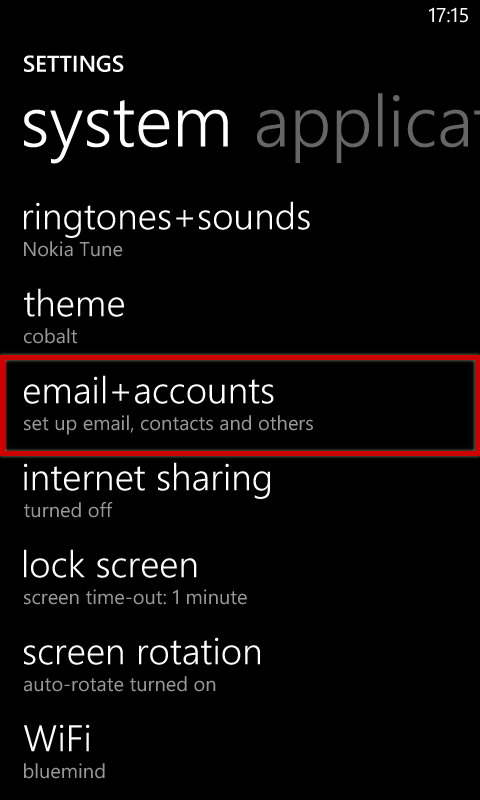 17:15
SETTINGS
system applicat
ringtones+sounds
Nokia Tune
theme
cobalt
email+accounts
set up email, contacts and others
internet sharing
turned off
lock screen
screen time-out: 1 minute
screen rotation
auto-rotate turned on
WiFi
bluemind